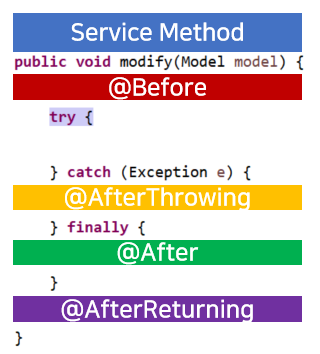 Service Method
public void modify(Model model) {
@Before
try {
} catch (Exception e) {
@AfterThrowing
} finally {
@After
}
@AfterReturning
}